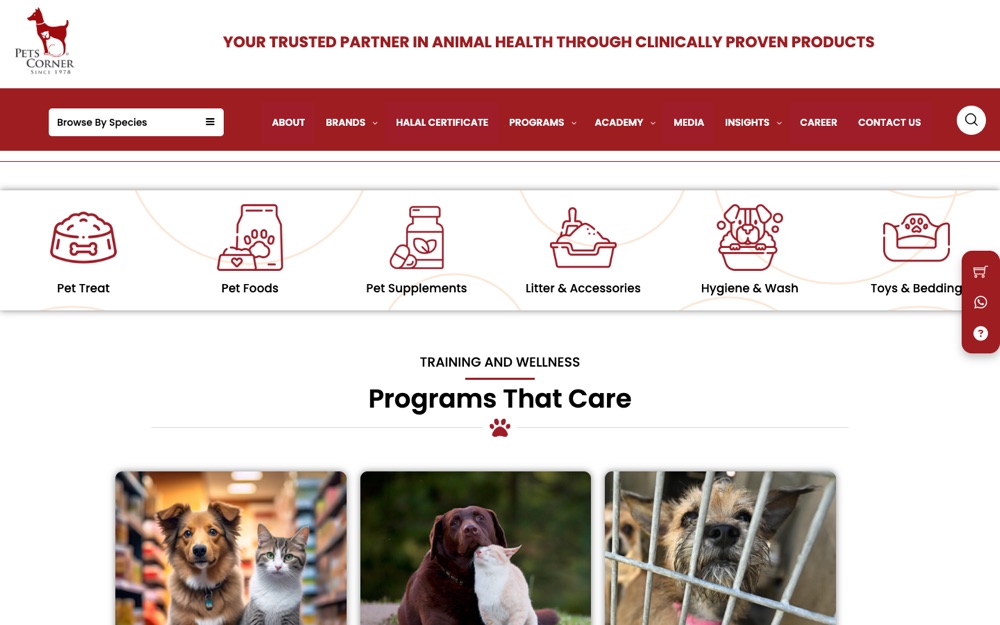 PETS
CORNER
SINCE 1978
YOUR TRUSTED PARTNER IN ANIMAL HEALTH THROUGH CLINICALLY PROVEN PRODUCTS
Browse By Species
ABOUT BRANDS HALAL CERTIFICATE PROGRAMS ACADEMY MEDIA INSIGHTS CAREER CONTACT US
Pet Treat Pet Foods Pet Supplements Litter & Accessories Hygiene & Wash Toys & Bedding
?
TRAINING AND WELLNESS
Programs That Care